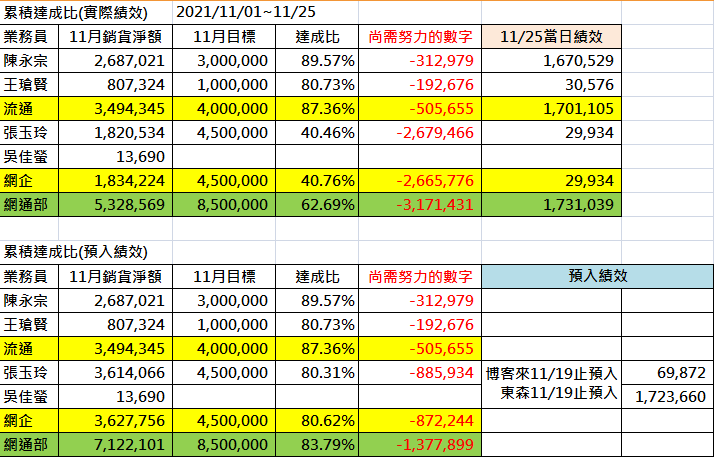 累積達成比(實際績效) 2021/11/01~11/25
業務員 11月銷貨淨額 11月目標 達成比 尚需努力的數字 11/25當日績效
陳永宗 2,687,021 3,000,000 89.57% -312,979 1,670,529
王瑲賢 807,324 1,000,000 80.73% -192,676 30,576
流通 3,494,345 4,000,000 87.36% -505,655 1,701,105
張玉玲 1,820,534 4,500,000 40.46% -2,679,466 29,934
吳佳螢 13,690
網企 1,834,224 4,500,000 40.76% -2,665,776 29,934
網通部 5,328,569 8,500,000 62.69% -3,171,431 1,731,039
累積達成比(預入績效)
業務員 11月銷貨淨額 11月目標 達成比 尚需努力的數字 預入績效
陳永宗 2,687,021 3,000,000 89.57% -312,979
王瑲賢 807,324 1,000,000 80.73% -192,676
流通 3,494,345 4,000,000 87.36% -505,655
張玉玲 3,614,066 4,500,000 80.31% -885,934 博客來11/19止預入 69,872
吳佳螢 13,690 東森11/19止預入 1,723,660
網企 3,627,756 4,500,000 80.62% -872,244
網通部 7,122,101 8,500,000 83.79% -1,377,899